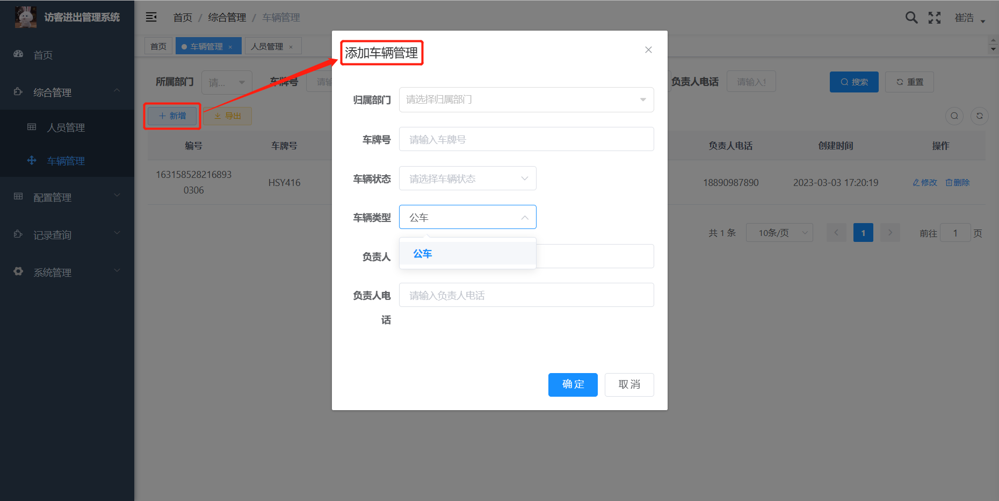 访客进出管理系统
首页 / 综合管理 / 车辆管理
崔浩
首页
车辆管理 ×
人员管理 ×
首页
综合管理
人员管理
车辆管理
配置管理
记录查询
系统管理
所属部门
请...
车牌号
请输
负责人电话
请输入
搜索
重置
新增
导出
编号
车牌号
负责人电话
创建时间
操作
163158528216893
0306
HSY416
18890987890
2023-03-03 17:20:19
修改
删除
共 1 条
10条/页
1
前往
1
页
添加车辆管理
归属部门
请选择归属部门
车牌号
请输入车牌号
车辆状态
请选择车辆状态
车辆类型
公车
公车
负责人
负责人电
话
请输入负责人电话
确 定
取 消